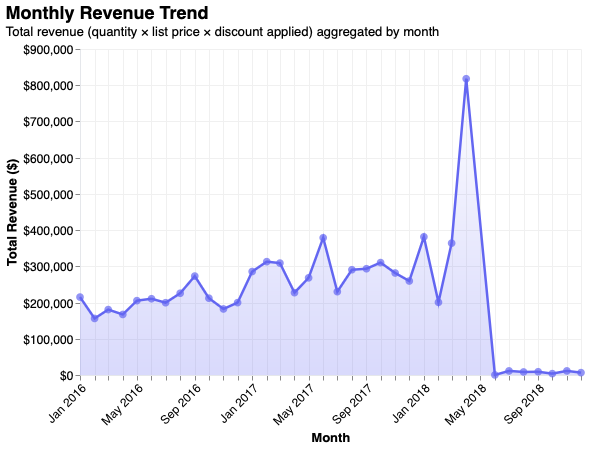 Monthly Revenue Trend
Total revenue (quantity × list price × discount applied) aggregated by month
$900,000
$800,000
$700,000
$600,000
$500,000
$400,000
$300,000
$200,000
$100,000
$0
Total Revenue ($)
Jan 2016
May 2016
Sep 2016
Jan 2017
May 2017
Sep 2017
Jan 2018
May 2018
Sep 2018
Month